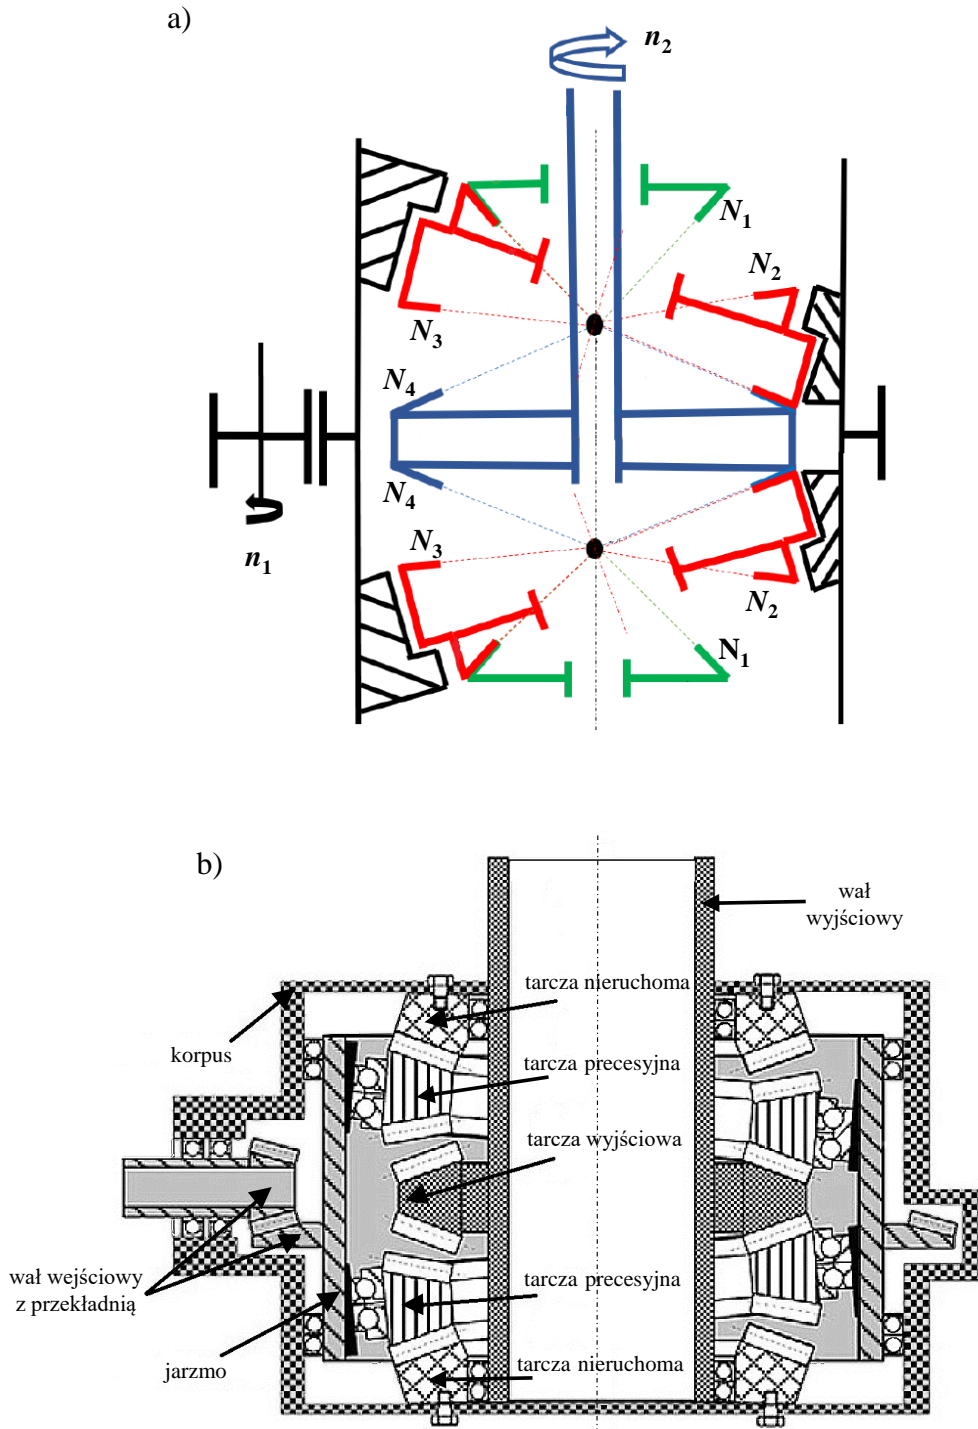 a)
n2
N1
N2
N3
N4
N4
N3
n1
N2
N1
b)
wał
wyjściowy
tarcza nieruchoma
korpus
tarcza precesyjna
tarcza wyjściowa
wał wejściowy
z przekładnią
tarcza precesyjna
jarzmo
tarcza nieruchoma